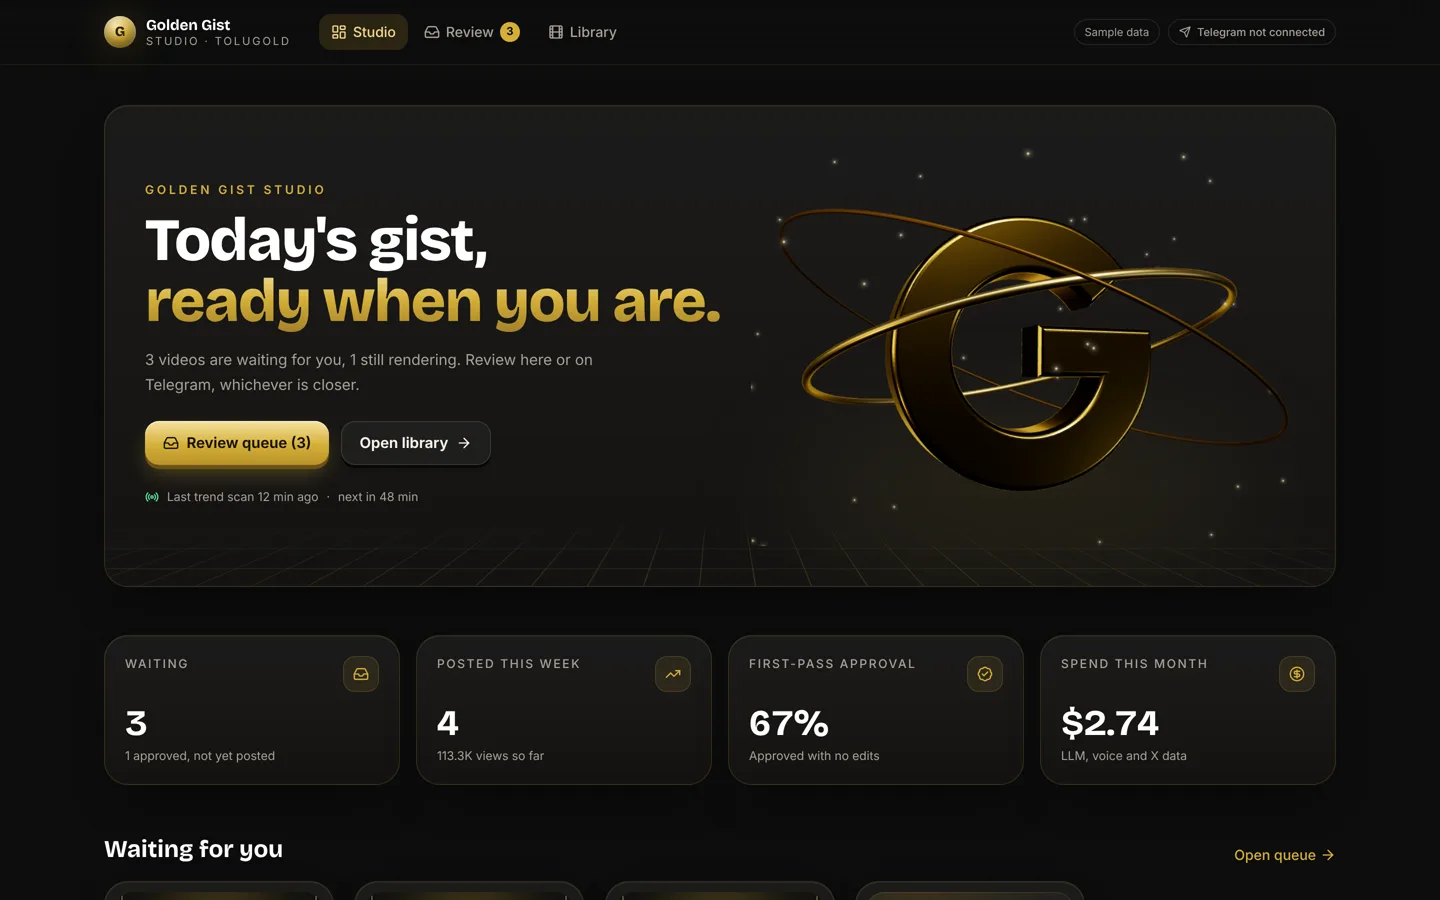 G
Golden Gist
STUDIO · TOLUGOLD
Studio
Review 3
Library
Sample data
Telegram not connected
GOLDEN GIST STUDIO
Today's gist,
ready when you are.
3 videos are waiting for you, 1 still rendering. Review here or on
Telegram, whichever is closer.
Review queue (3)
Open library →
Last trend scan 12 min ago · next in 48 min
G
WAITING
3
1 approved, not yet posted
POSTED THIS WEEK
4
113.3K views so far
FIRST-PASS APPROVAL
67%
Approved with no edits
SPEND THIS MONTH
$2.74
LLM, voice and X data
Waiting for you
Open queue →